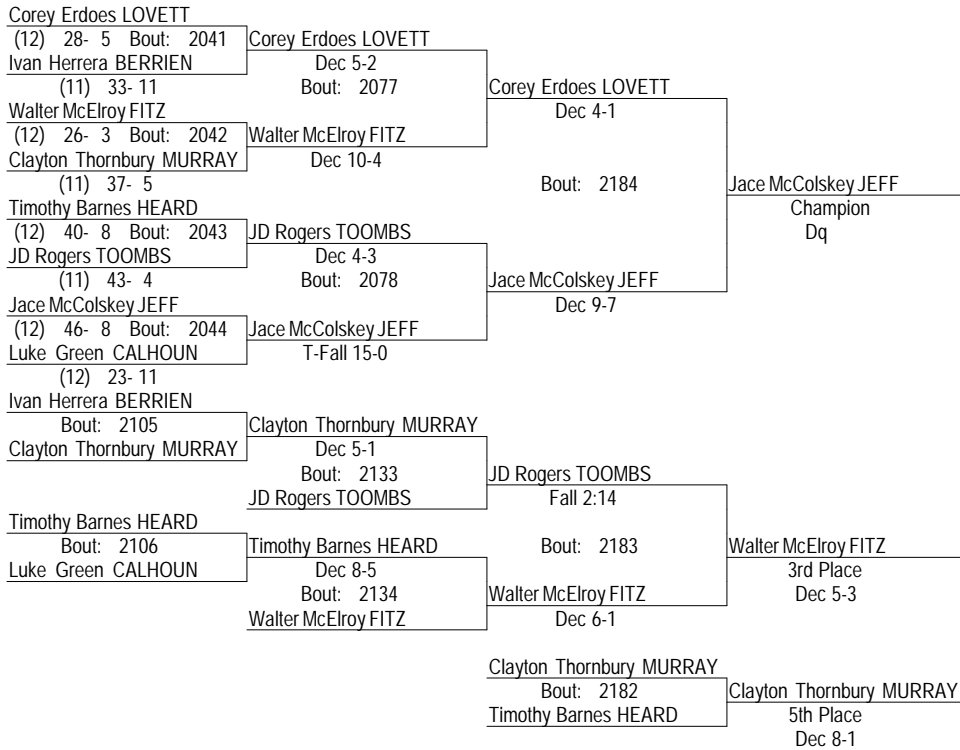 Corey Erdoes LOVETT
(12) 28- 5 Bout: 2041
Ivan Herrera BERRIEN
(11) 33- 11
Walter McElroy FITZ
(12) 26- 3 Bout: 2042
Clayton Thornbury MURRAY
(11) 37- 5
Timothy Barnes HEARD
(12) 40- 8 Bout: 2043
JD Rogers TOOMBS
(11) 43- 4
Jace McColskey JEFF
(12) 46- 8 Bout: 2044
Luke Green CALHOUN
(12) 23- 11
Corey Erdoes LOVETT
Dec 5-2
Bout: 2077
Walter McElroy FITZ
Dec 10-4
JD Rogers TOOMBS
Dec 4-3
Bout: 2078
Jace McColskey JEFF
T-Fall 15-0
Corey Erdoes LOVETT
Dec 4-1
Bout: 2184
Jace McColskey JEFF
Dec 9-7
Jace McColskey JEFF
Champion
Dq
Ivan Herrera BERRIEN
Bout: 2105
Clayton Thornbury MURRAY
Timothy Barnes HEARD
Bout: 2106
Luke Green CALHOUN
Clayton Thornbury MURRAY
Dec 5-1
Bout: 2133
JD Rogers TOOMBS
Timothy Barnes HEARD
Dec 8-5
Bout: 2134
Walter McElroy FITZ
JD Rogers TOOMBS
Fall 2:14
Bout: 2183
Walter McElroy FITZ
Dec 6-1
Walter McElroy FITZ
3rd Place
Dec 5-3
Clayton Thornbury MURRAY
Bout: 2182
Timothy Barnes HEARD
Clayton Thornbury MURRAY
5th Place
Dec 8-1